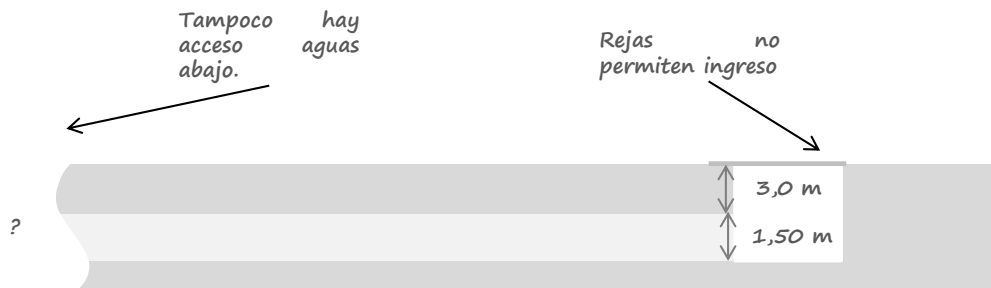 Tampoco hay
acceso aguas
abajo.
Rejas no
permiten ingreso
3,0 m
1,50 m
?